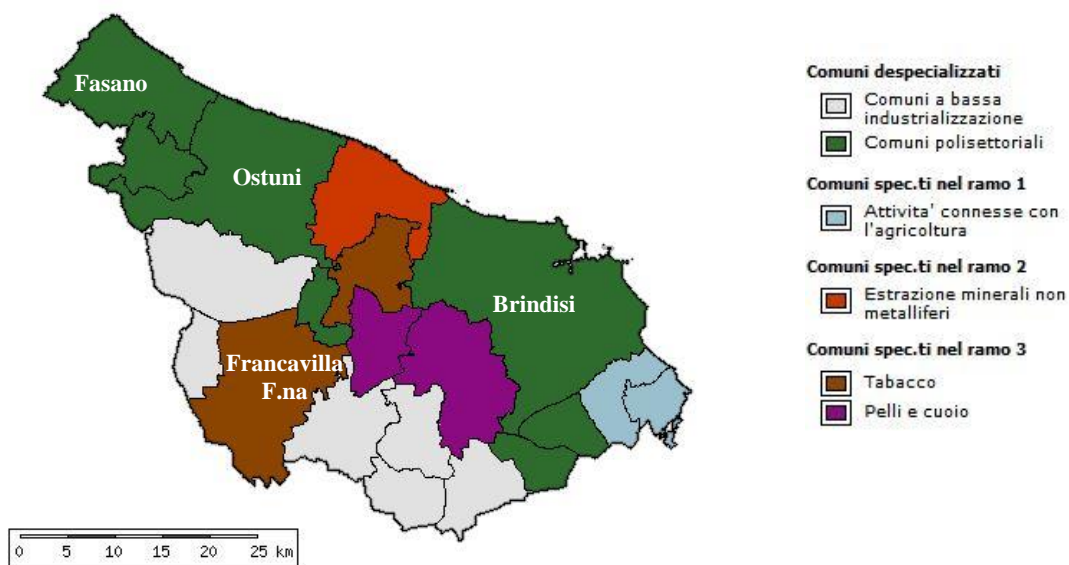 Fasano
Ostuni
Brindisi
Francavilla
F.na
0 5 10 15 20 25 km
Comuni despecializzati
Comuni a bassa
industrializzazione
Comuni polisettoriali
Comuni spec.ti nel ramo 1
Attivita' connesse con
l'agricoltura
Comuni spec.ti nel ramo 2
Estrazione minerali non
metalliferi
Comuni spec.ti nel ramo 3
Tabacco
Pelli e cuoio